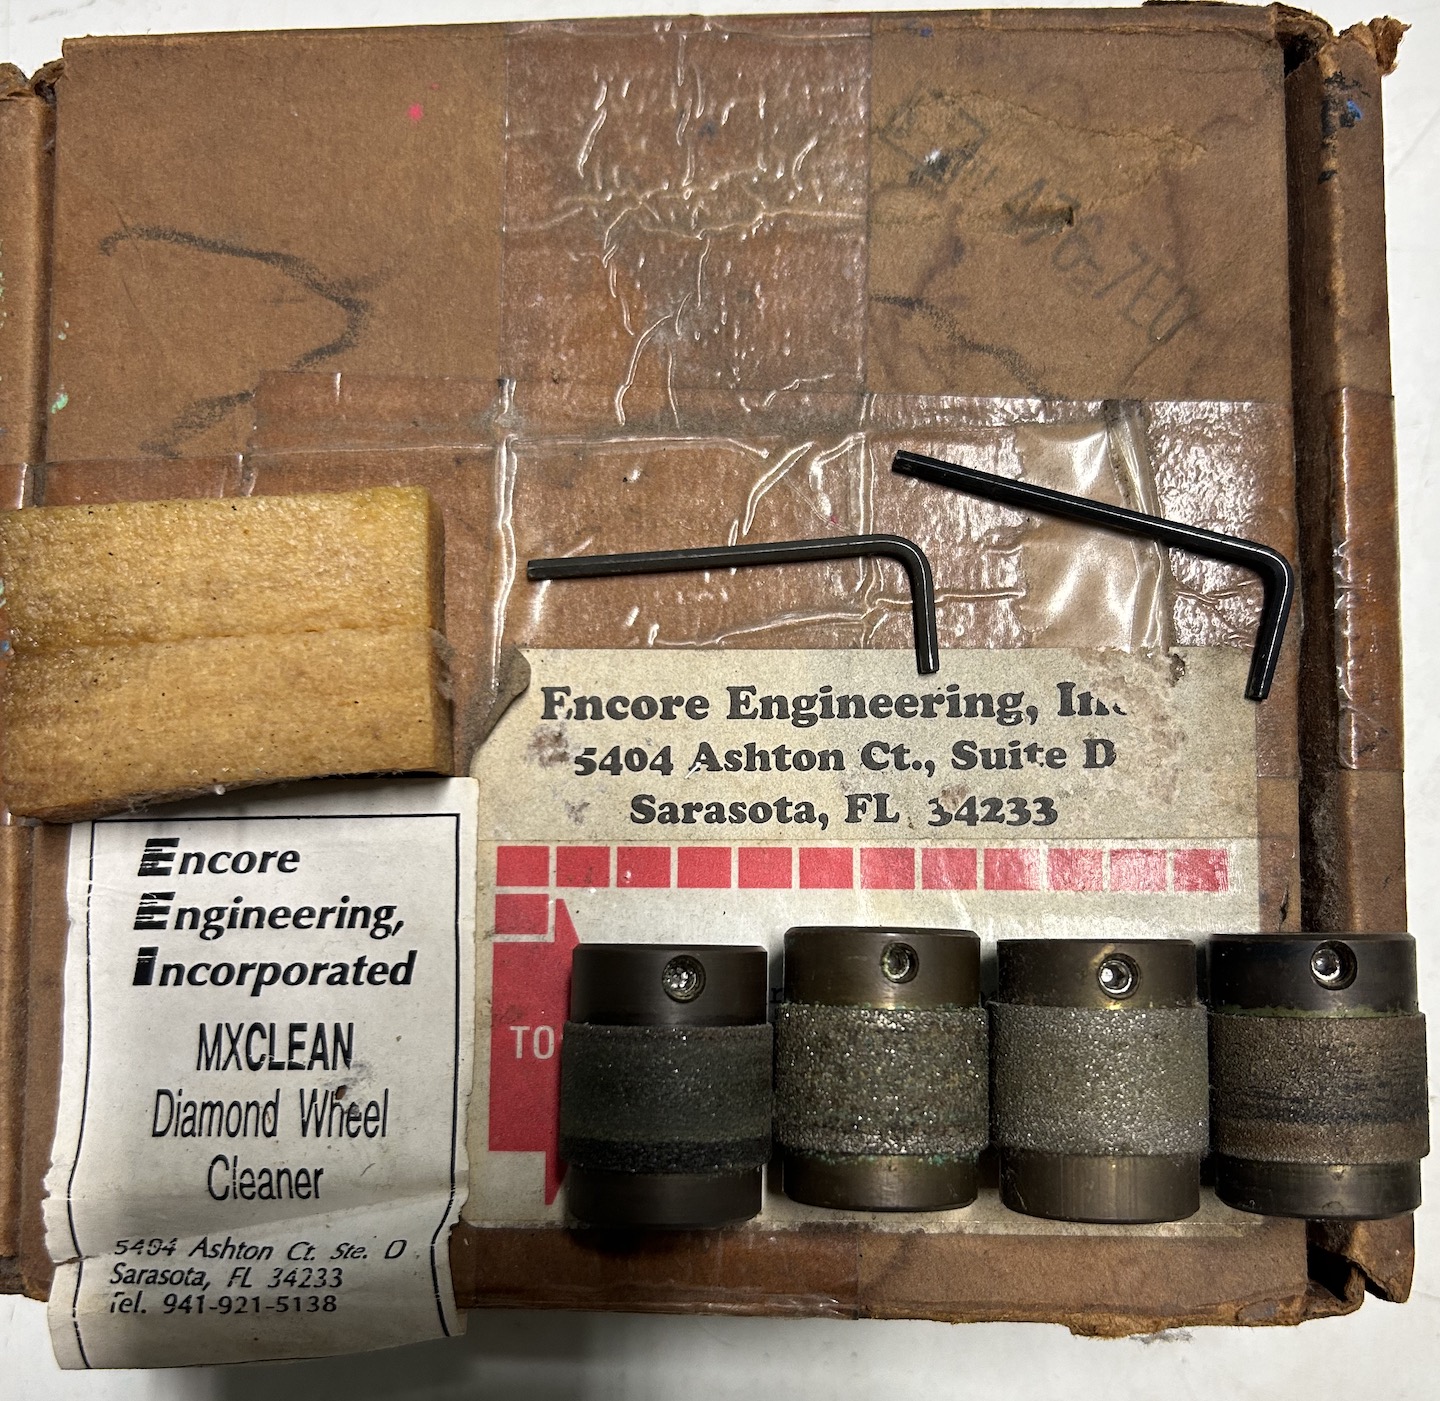 Encore Engineering, Inc
5404 Ashton Ct., Suite D
Sarasota, FL 34233
TO
Encore
Engineering,
Incorporated
MXCLEAN
Diamond Wheel
Cleaner
5404 Ashton Ct. Ste. D
Sarasota, FL 34233
Tel. 941-921-5138